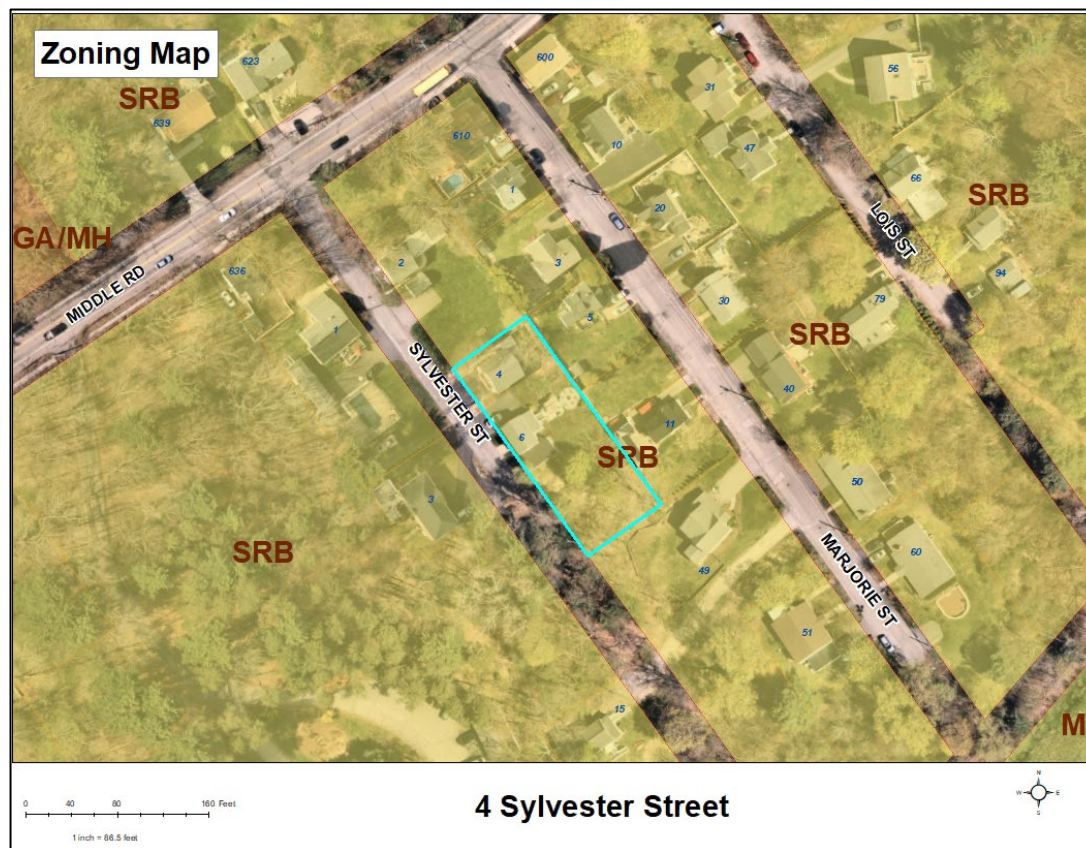 Zoning Map
623
SRB
639
600
56
31
610
10
47
1
66
SRB
20
LOIS ST
GA/MH
MIDDLE RD
636
2
3
94
30
79
5
1
SRB
SYLVESTER ST
4
40
6
11
SRB
3
50
SRB
MARJORIE ST
60
49
51
15
M
0 40 80 160 Feet
1 inch = 86.5 feet
4 Sylvester Street
N
W E
S